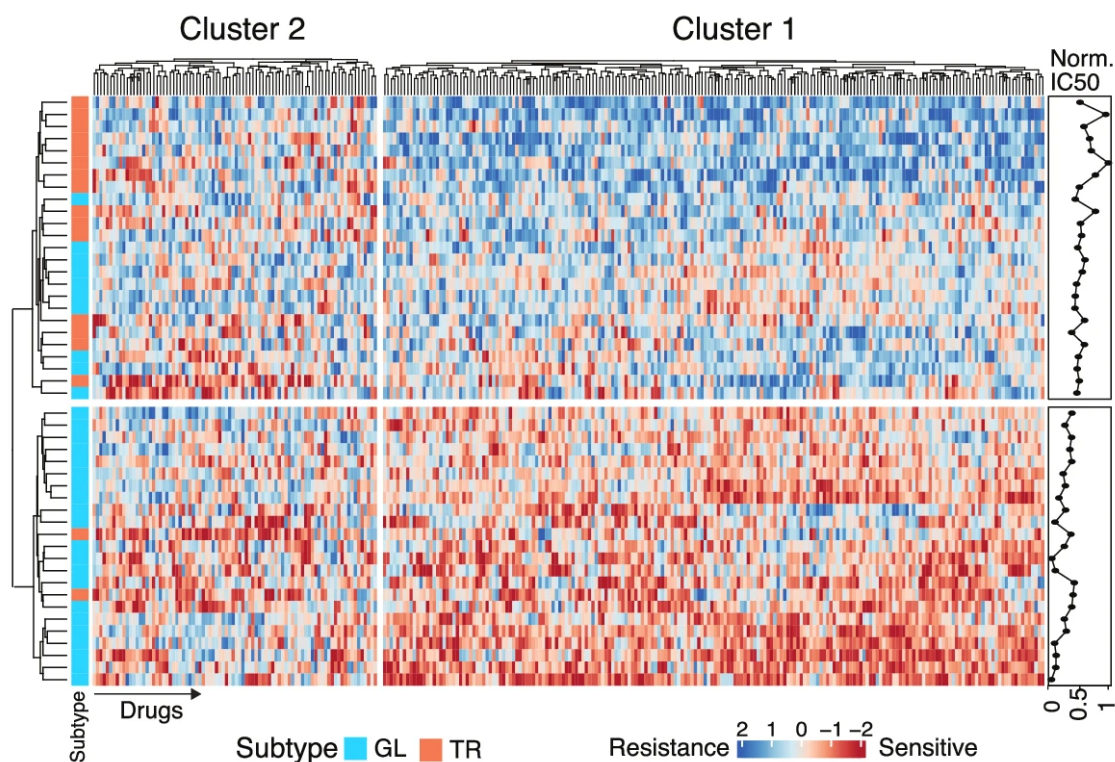 Cluster 2
Cluster 1
Norm.
IC50
Subtype
Drugs
0
0.5
1
Subtype GL TR
2 1 0 -1 -2
Resistance Sensitive